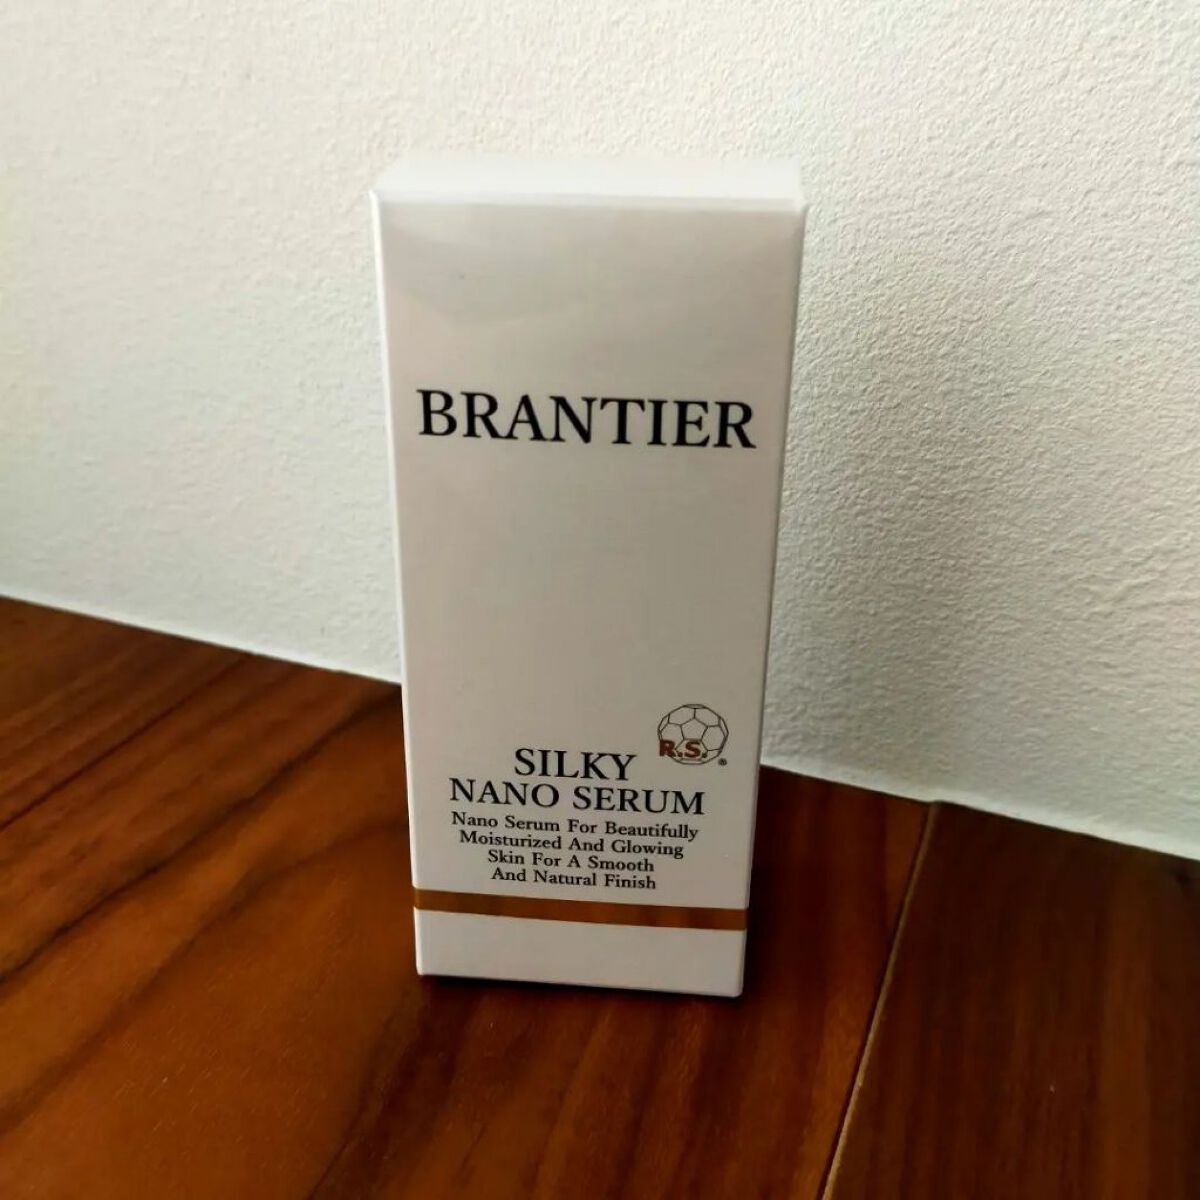 BRANTIER
R.S.
®
SILKY
NANO SERUM
Nano Serum For Beautifully
Moisturized And Glowing
Skin For A Smooth
And Natural Finish